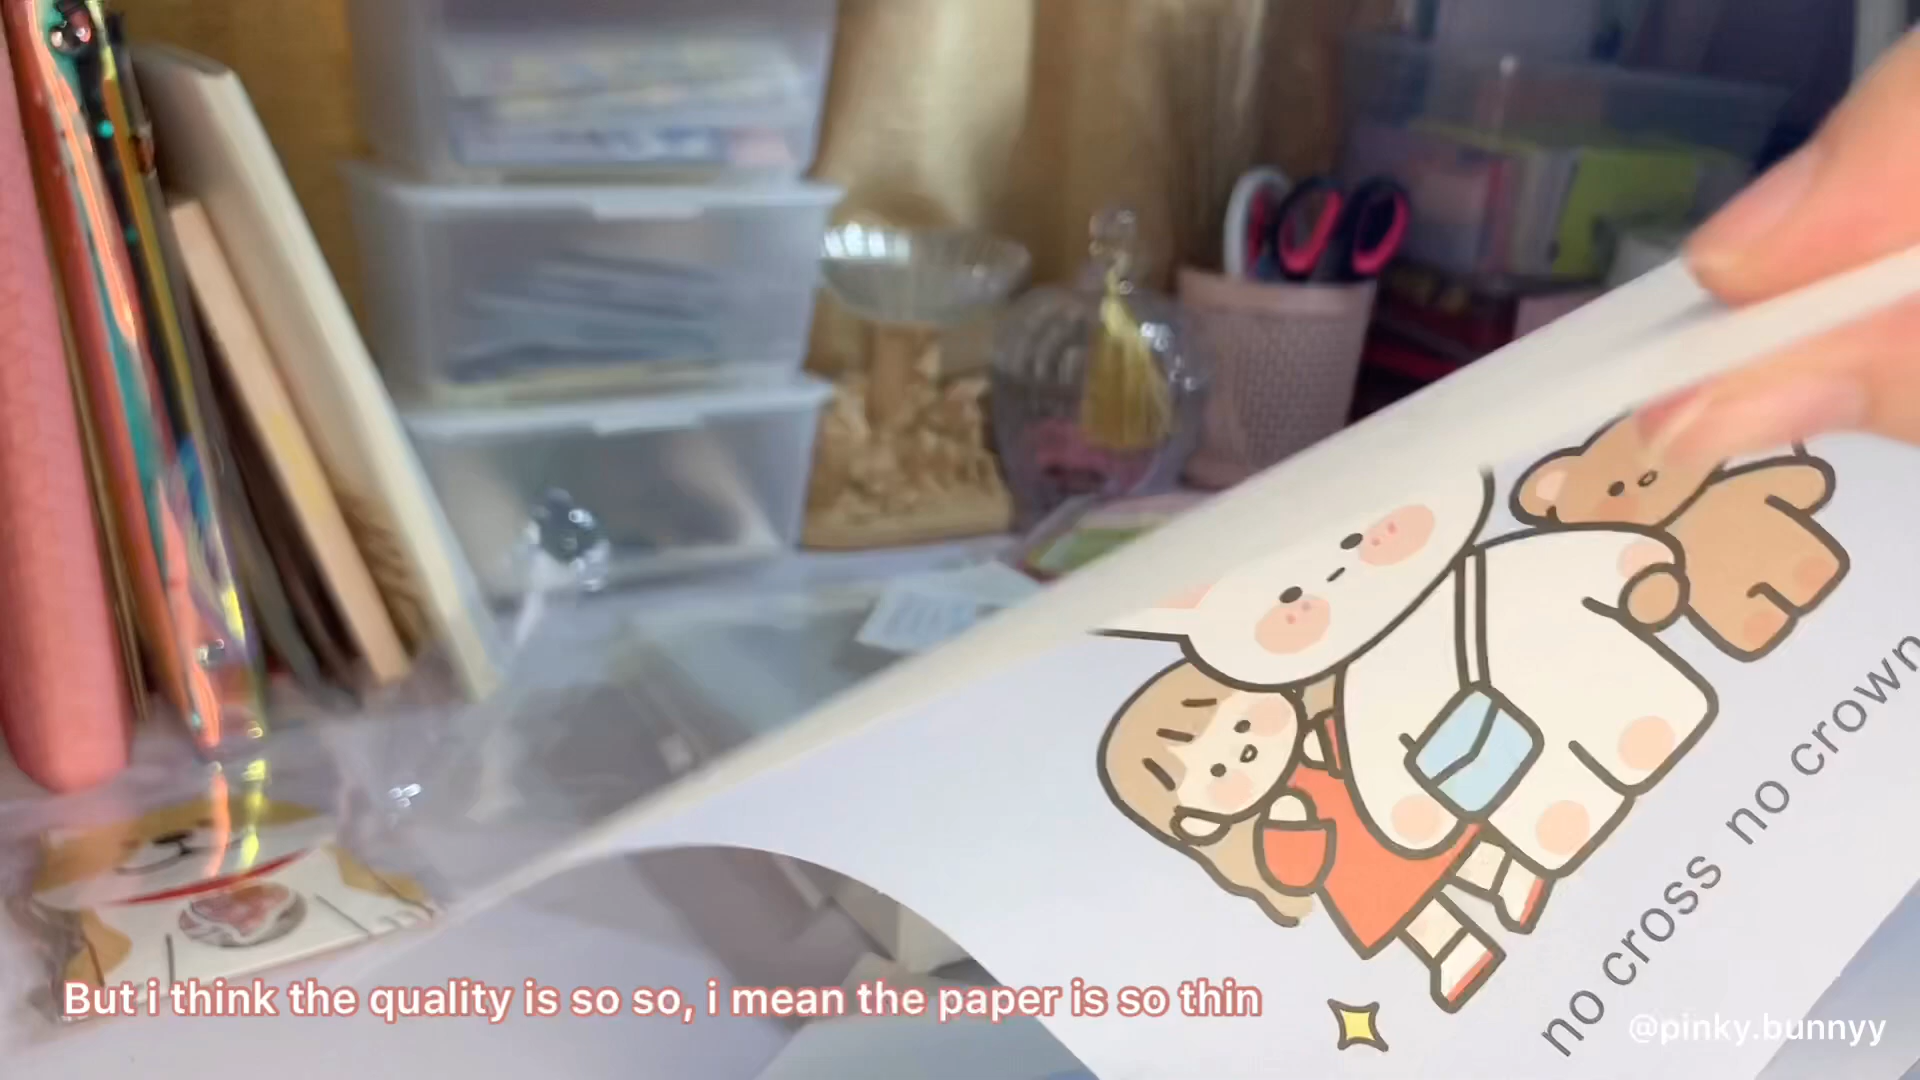 no cross no crown
But i think the quality is so so, i mean the paper is so thin
@pinky.bunnyy